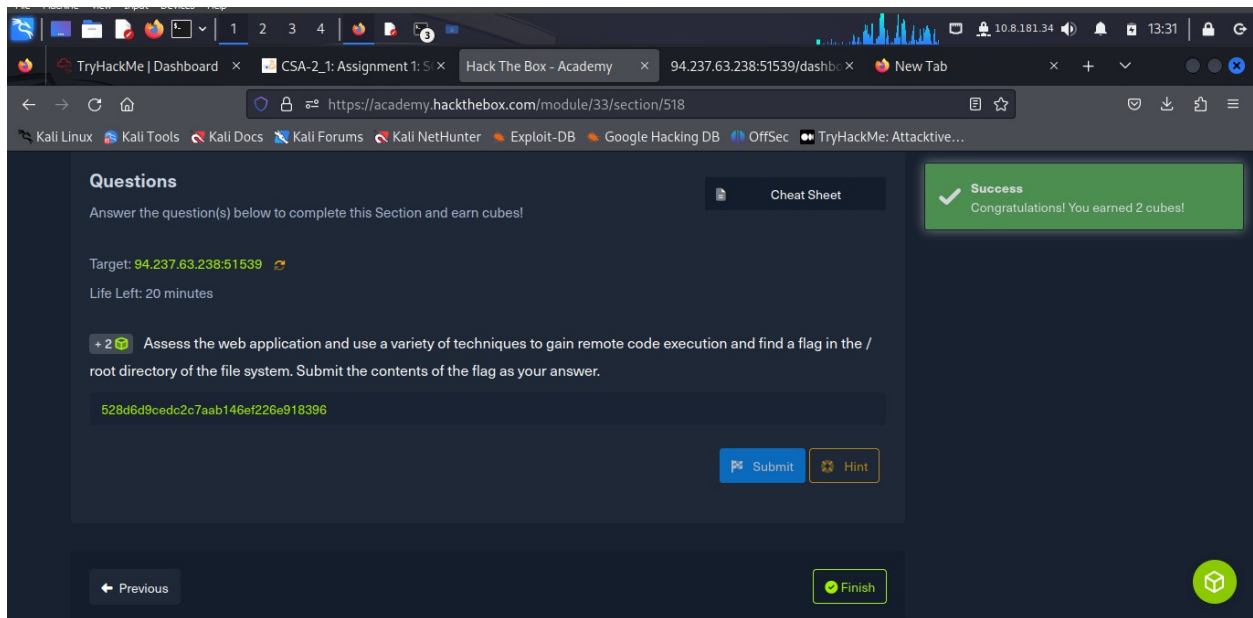 1 2 3 4
3
10.8.181.34
13:31
TryHackMe | Dashboard
CSA-2_1: Assignment 1: S
Hack The Box - Academy
94.237.63.238:51539/dashbo
New Tab
https://academy.hackthebox.com/module/33/section/518
Kali Linux Kali Tools Kali Docs Kali Forums Kali NetHunter Exploit-DB Google Hacking DB OffSec TryHackMe: Attacktive…
Questions
Cheat Sheet
Answer the question(s) below to complete this Section and earn cubes!
Success
Congratulations! You earned 2 cubes!
Target: 94.237.63.238:51539
Life Left: 20 minutes
+ 2 Assess the web application and use a variety of techniques to gain remote code execution and find a flag in the /
root directory of the file system. Submit the contents of the flag as your answer.
528d6d9cedc2c7aab146ef226e918396
Submit
Hint
Previous
Finish